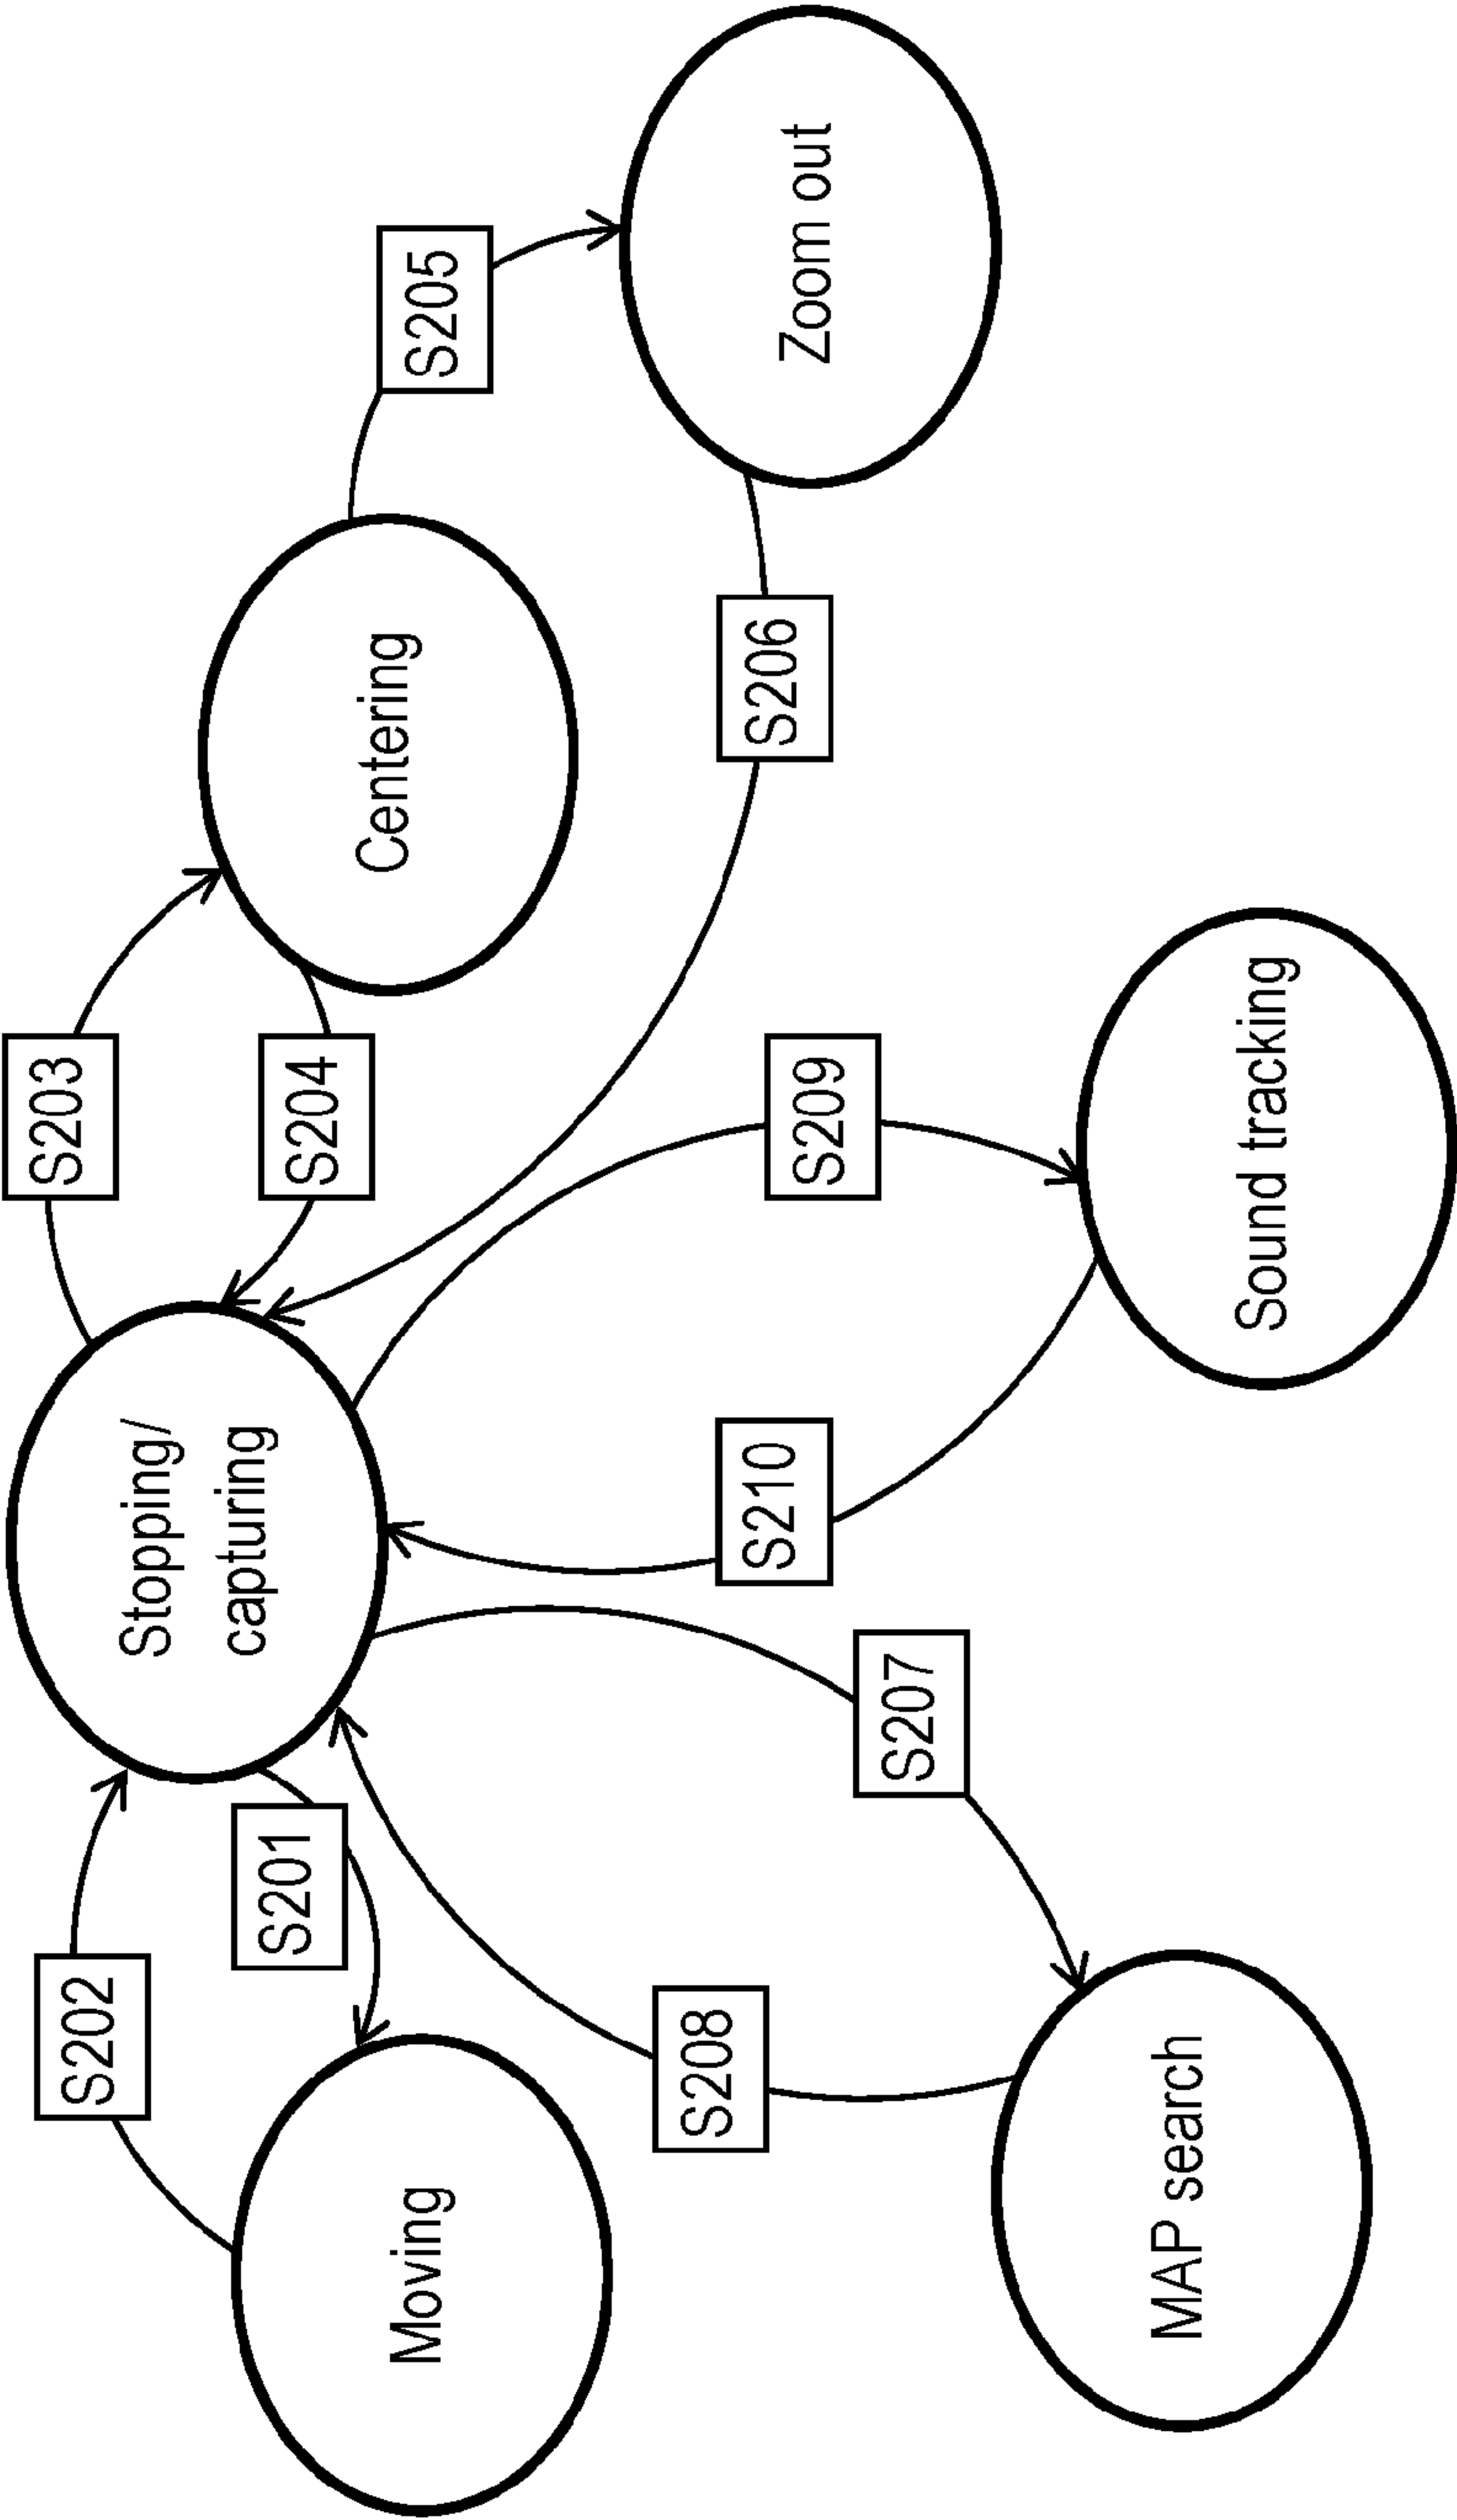 S203
Stopping/
capturing
S202
S204
S201
Centering
S205
Moving
S206
S208
S210
S209
Zoom out
S207
MAP search
Sound tracking